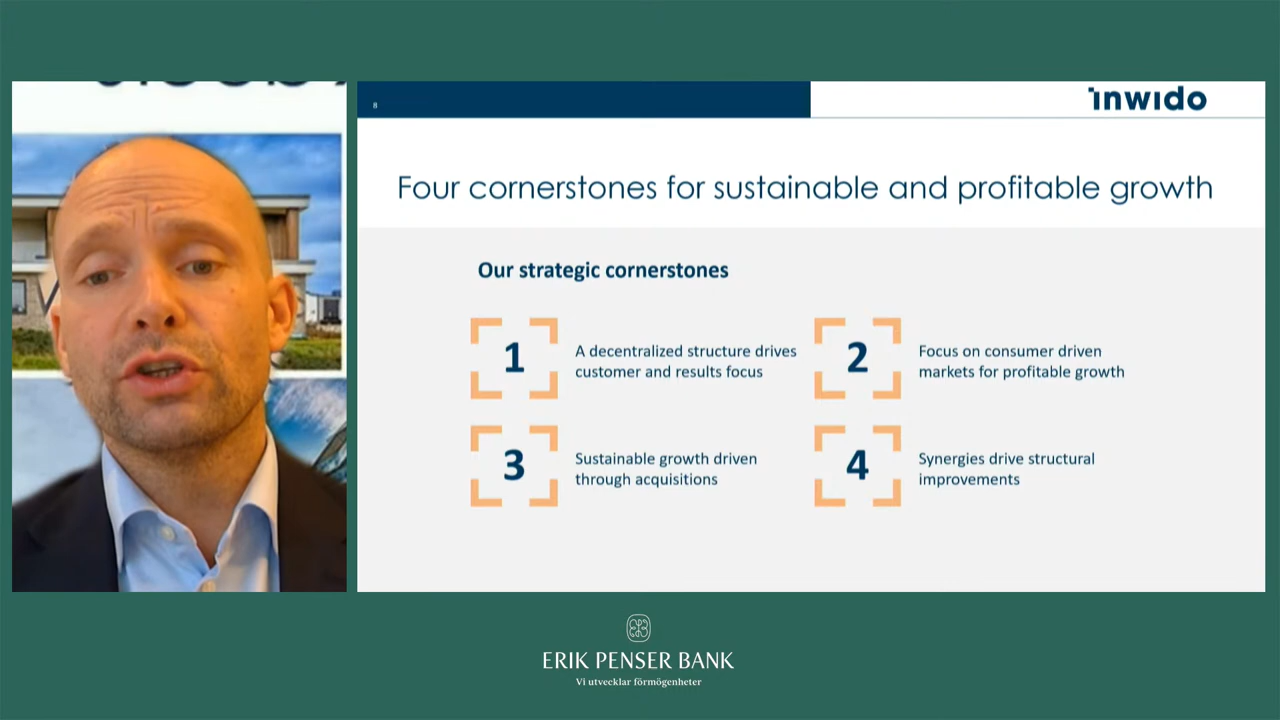 8
inwido
Four cornerstones for sustainable and profitable growth
Our strategic cornerstones
1
A decentralized structure drives
customer and results focus
2
Focus on consumer driven
markets for profitable growth
3
Sustainable growth driven
through acquisitions
4
Synergies drive structural
improvements
ERIK PENSER BANK
Vi utvecklar förmögenheter